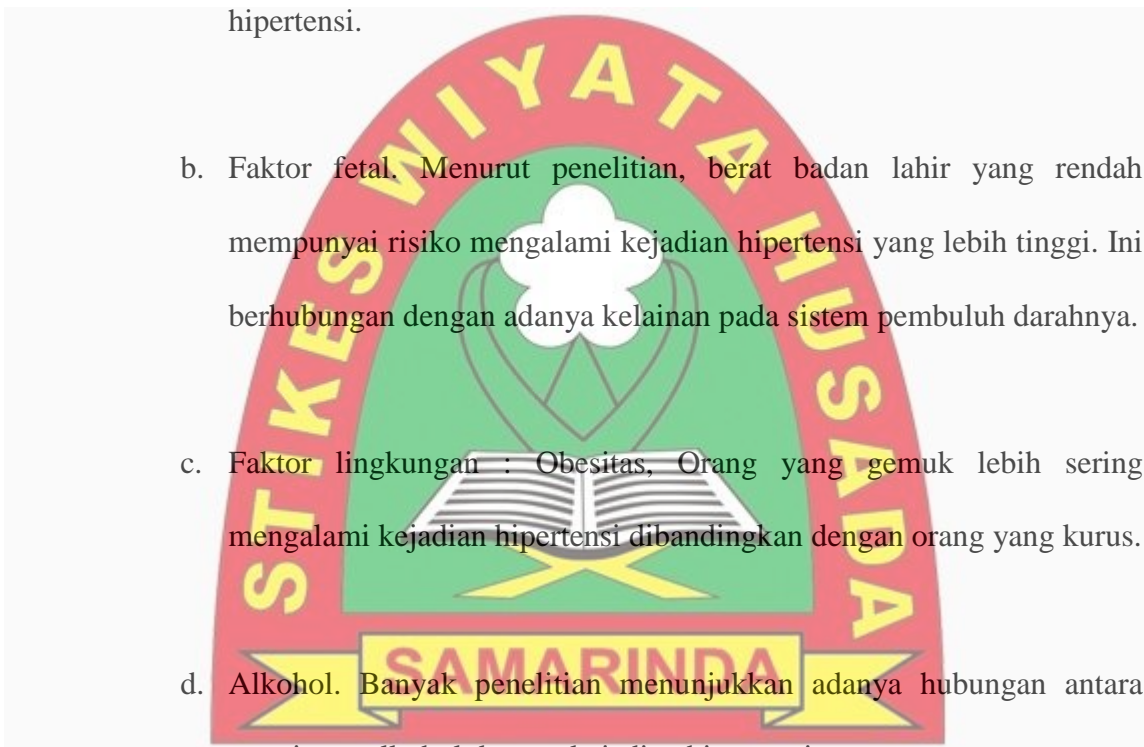 hipertensi.
b. Faktor fetal. Menurut penelitian, berat badan lahir yang rendah
mempunyai risiko mengalami kejadian hipertensi yang lebih tinggi. Ini
berhubungan dengan adanya kelainan pada sistem pembuluh darahnya.
c. Faktor lingkungan : Obesitas, Orang yang gemuk lebih sering
mengalami kejadian hipertensi dibandingkan dengan orang yang kurus.
d. Alkohol. Banyak penelitian menunjukkan adanya hubungan antara
STIKES WIYATA HUSADA
SAMARINDA